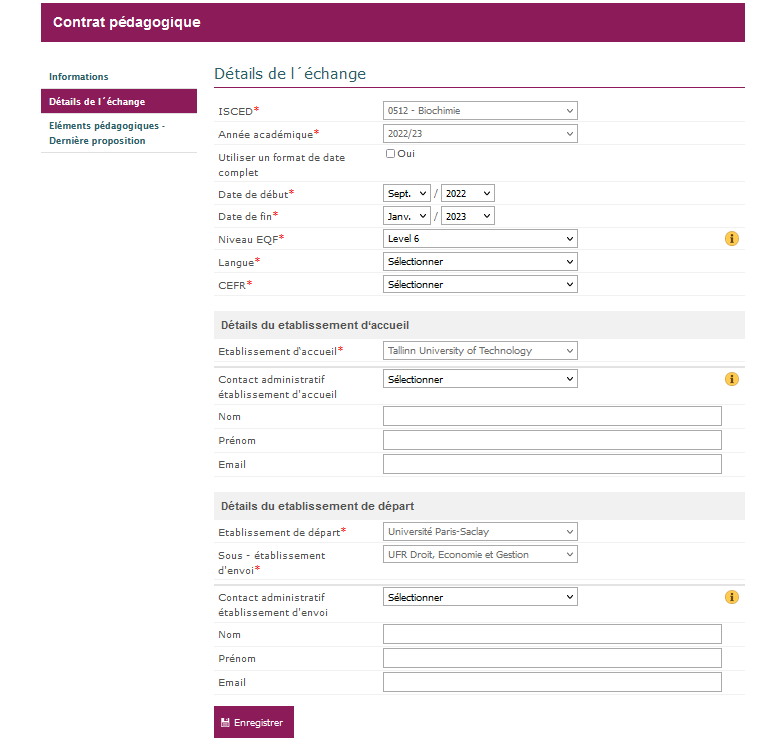 Contrat pédagogique
Informations
Détails de l´échange
Eléments pédagogiques -
Dernière proposition
Détails de l´échange
ISCED* 0512 - Biochimie
Année académique* 2022/23
Utiliser un format de date
complet
Oui
Date de début* Sept. / 2022
Date de fin* Janv. / 2023
Niveau EQF* Level 6
Langue* Sélectionner
CEFR* Sélectionner
Détails du etablissement d'accueil
Etablissement d'accueil* Tallinn University of Technology
Contact administratif
établissement d'accueil
Sélectionner
Nom
Prénom
Email
Détails du etablissement de départ
Etablissement de départ* Université Paris-Saclay
Sous - établissement
d'envoi*
UFR Droit, Economie et Gestion
Contact administratif
établissement d'envoi
Sélectionner
Nom
Prénom
Email
Enregistrer